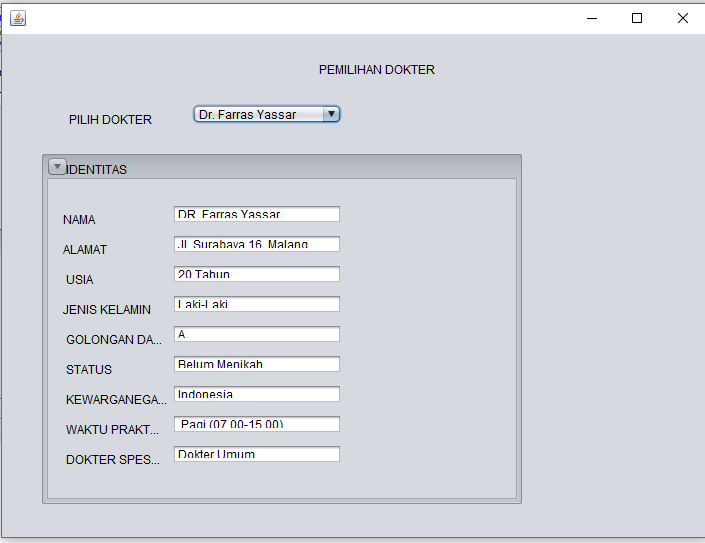 PEMILIHAN DOKTER
PILIH DOKTER Dr. Farras Yassar
IDENTITAS
NAMA DR. Farras Yassar
ALAMAT Jl. Surabaya 16, Malang
USIA 20 Tahun
JENIS KELAMIN Laki-Laki
GOLONGAN DA... A
STATUS Belum Menikah
KEWARGANEGA... Indonesia
WAKTU PRAKT... Pagi (07.00-15.00)
DOKTER SPES... Dokter Umum